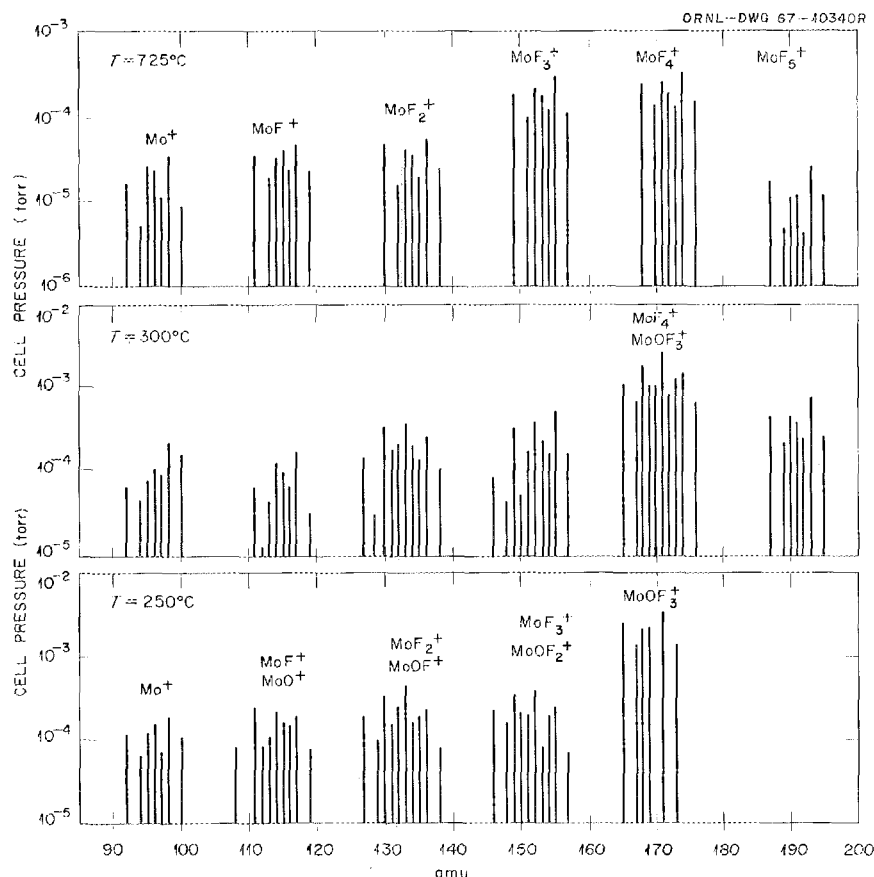 ORNL-DWG 67-10340R
10⁻³
T = 725°C
MoF₃⁺
MoF₄⁺
MoF₅⁺
Mo⁺
MoF⁺
MoF₂⁺
10⁻⁴
10⁻⁵
10⁻⁶
CELL PRESSURE (torr)
10⁻²
T = 300°C
MoF₄⁺
MoOF₃⁺
10⁻³
10⁻⁴
10⁻⁵
CELL PRESSURE (torr)
10⁻²
T = 250°C
MoOF₃⁺
10⁻³
Mo⁺
MoF⁺
MoO⁺
MoF₂⁺
MoOF⁺
MoF₃⁺
MoOF₂⁺
10⁻⁴
10⁻⁵
90 100 110 120 130 140 150 160 170 180 190 200
amu